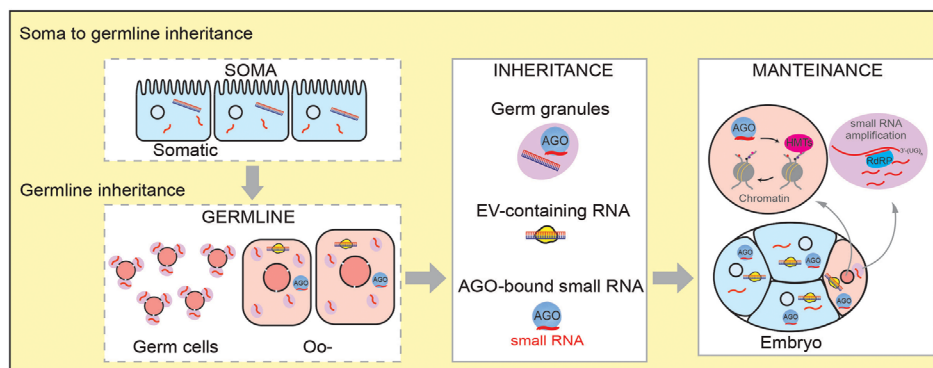 Soma to germline inheritance
SOMA
Somatic
Germline inheritance
GERMLINE
AGO
AGO
Germ cells
Oo-
INHERITANCE
Germ granules
AGO
EV-containing RNA
AGO-bound small RNA
AGO
small RNA
MANTEINANCE
AGO
HMTs
Chromatin
small RNA
amplification
3'-(UG)n
RdRP
AGO
AGO
AGO
AGO
Embryo